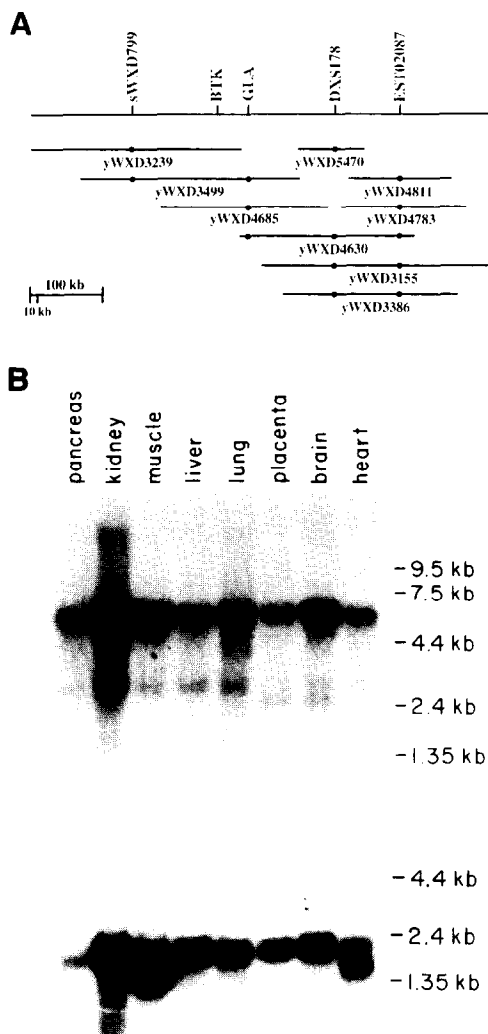 A
sWXD799
BTK
GLA
DXS178
EST02087
yWXD3239
yWXD5470
yWXD3499
yWXD4811
yWXD4685
yWXD4783
yWXD4630
yWXD3155
yWXD3386
100 kb
10 kb
B
pancreas
kidney
muscle
liver
lung
placenta
brain
heart
-9.5 kb
-7.5 kb
-4.4 kb
-2.4 kb
-1.35 kb
-4.4 kb
-2.4 kb
-1.35 kb